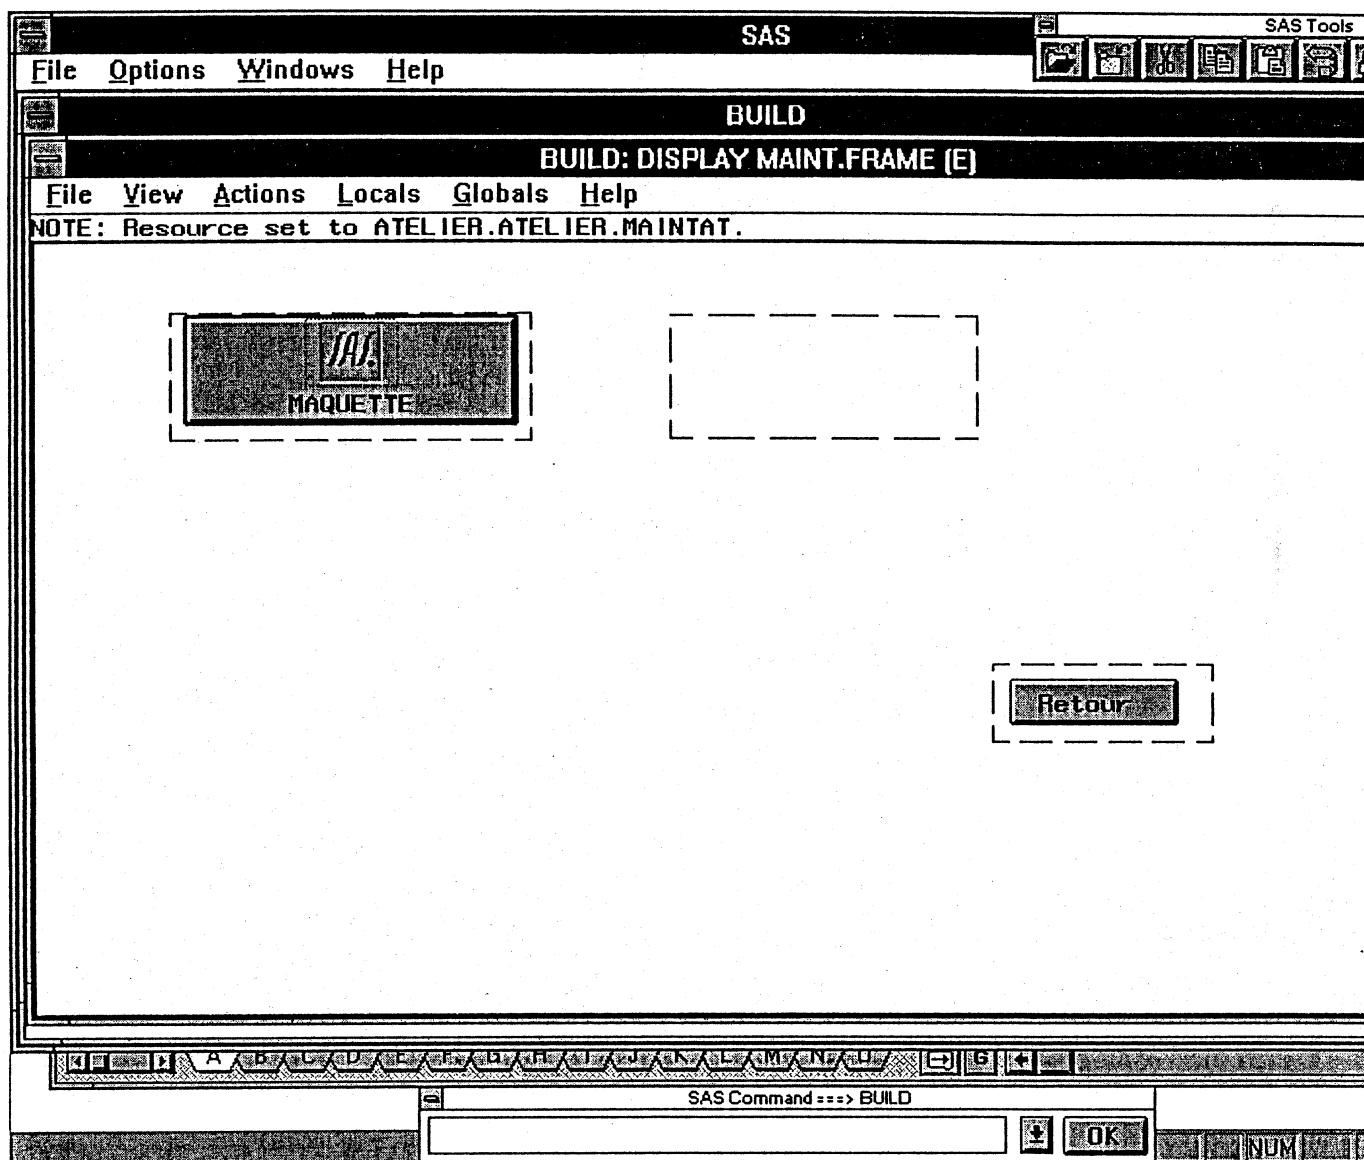 SAS
SAS Tools
File Options Windows Help
BUILD
BUILD: DISPLAY MAINT.FRAME (E)
File View Actions Locals Globals Help
NOTE: Resource set to ATELIER.ATELIER.MAINTAT.
SAS.
MAQUETTE
Retour
A B C D E F G H I J K L M N O G
SAS Command ===> BUILD
OK
NUM